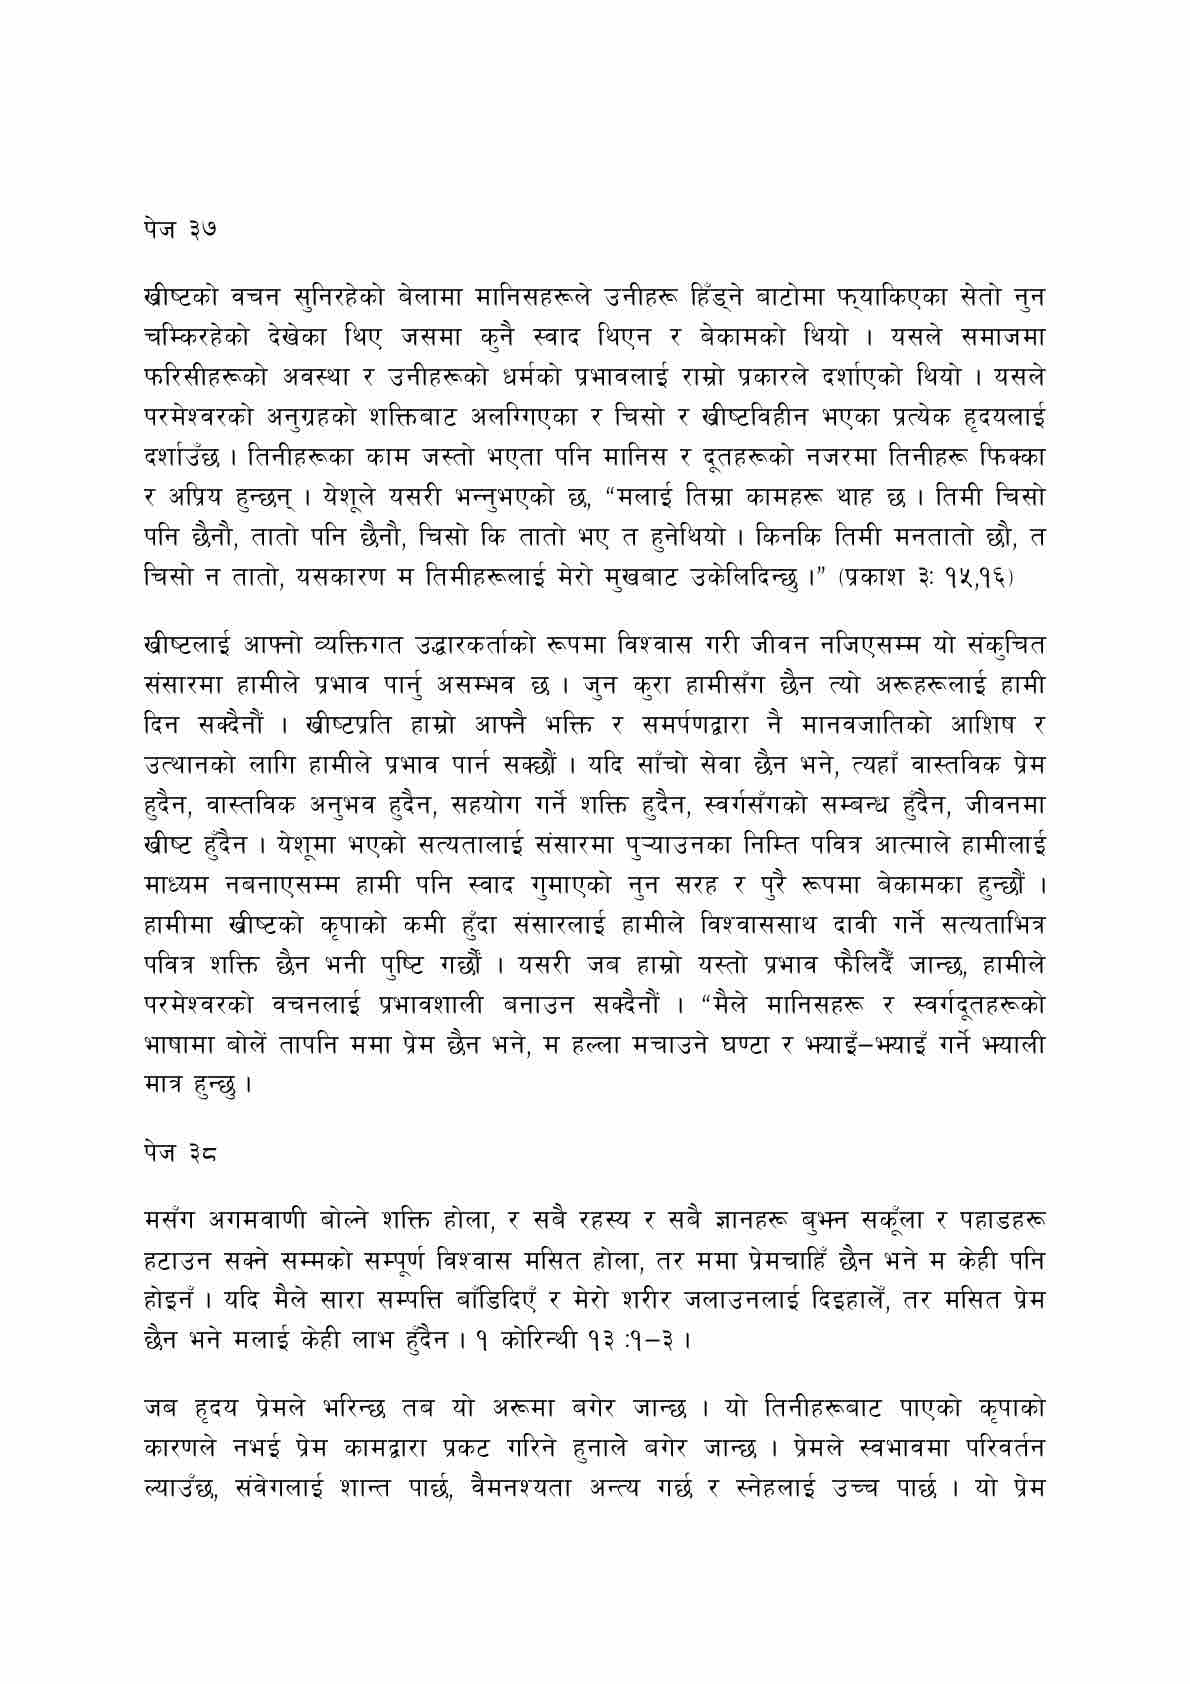 पेज ३७
ख्रीष्टको वचन सुनिरहेको बेलामा मानिसहरूले उनीहरू हिँड्ने बाटोमा फ्याकिएका सेतो नुन
चम्किरहेको देखेका थिए जसमा कुनै स्वाद थिएन र बेकामको थियो । यसले समाजमा
फरिसीहरूको अवस्था र उनीहरूको धर्मको प्रभावलाई राम्रो प्रकारले दर्शाएको थियो । यसले
परमेश्वरको अनुग्रहको शक्तिबाट अलग्गिएका र चिसो र ख्रीष्टविहीन भएका प्रत्येक हृदयलाई
दर्शाउँछ । तिनीहरूका काम जस्तो भएता पनि मानिस र दूतहरूको नजरमा तिनीहरू फिक्का
र अप्रिय हुन्छन् । येशूले यसरी भन्नुभएको छ, “मलाई तिम्रा कामहरू थाह छ । तिमी चिसो
पनि छैनौ, तातो पनि छैनौ, चिसो कि तातो भए त हुनेथियो । किनकि तिमी मनतातो छौ, त
चिसो न तातो, यसकारण म तिमीहरूलाई मेरो मुखबाट उकेलिदिन्छु ।” (प्रकाश ३ः १५,१६)
ख्रीष्टलाई आफ्नो व्यक्तिगत उद्धारकर्ताको रूपमा विश्वास गरी जीवन नजिएसम्म यो संकुचित
संसारमा हामीले प्रभाव पार्नु असम्भव छ । जुन कुरा हामीसँग छैन त्यो अरूहरूलाई हामी
दिन सक्दैनौं । ख्रीष्टप्रति हाम्रो आफ्नै भक्ति र समर्पणद्वारा नै मानवजातिको आशिष र
उत्थानको लागि हामीले प्रभाव पार्न सक्छौं । यदि साँचो सेवा छैन भने, त्यहाँ वास्तविक प्रेम
हुदैन, वास्तविक अनुभव हुदैन, सहयोग गर्ने शक्ति हुदैन, स्वर्गसँगको सम्बन्ध हुँदैन, जीवनमा
ख्रीष्ट हुँदैन । येशूमा भएको सत्यतालाई संसारमा पुऱ्याउनका निम्ति पवित्र आत्माले हामीलाई
माध्यम नबनाएसम्म हामी पनि स्वाद गुमाएको नुन सरह र पुरै रूपमा बेकामका हुन्छौं ।
हामीमा ख्रीष्टको कृपाको कमी हुँदा संसारलाई हामीले विश्वाससाथ दावी गर्ने सत्यताभित्र
पवित्र शक्ति छैन भनी पुष्टि गर्छौं । यसरी जब हाम्रो यस्तो प्रभाव फैलिदैँ जान्छ, हामीले
परमेश्वरको वचनलाई प्रभावशाली बनाउन सक्दैनौं । “मैले मानिसहरू र स्वर्गदूतहरूको
भाषामा बोलें तापनि ममा प्रेम छैन भने, म हल्ला मचाउने घण्टा र झ्याइँ–झ्याइँ गर्ने झ्याली
मात्र हुन्छु ।
पेज ३८
मसँग अगमवाणी बोल्ने शक्ति होला, र सबै रहस्य र सबै ज्ञानहरू बुझ्न सकूँला र पहाडहरू
हटाउन सक्ने सम्मको सम्पूर्ण विश्वास मसित होला, तर ममा प्रेमचाहिँ छैन भने म केही पनि
होइनँ । यदि मैले सारा सम्पत्ति बाँडिदिएँ र मेरो शरीर जलाउनलाई दिइहालेँ, तर मसित प्रेम
छैन भने मलाई केही लाभ हुँदैन । १ कोरिन्थी १३ :१–३ ।
जब हृदय प्रेमले भरिन्छ तब यो अरूमा बगेर जान्छ । यो तिनीहरूबाट पाएको कृपाको
कारणले नभई प्रेम कामद्वारा प्रकट गरिने हुनाले बगेर जान्छ । प्रेमले स्वभावमा परिवर्तन
ल्याउँछ, संवेगलाई शान्त पार्छ, वैमनश्यता अन्त्य गर्छ र स्नेहलाई उच्च पार्छ । यो प्रेम